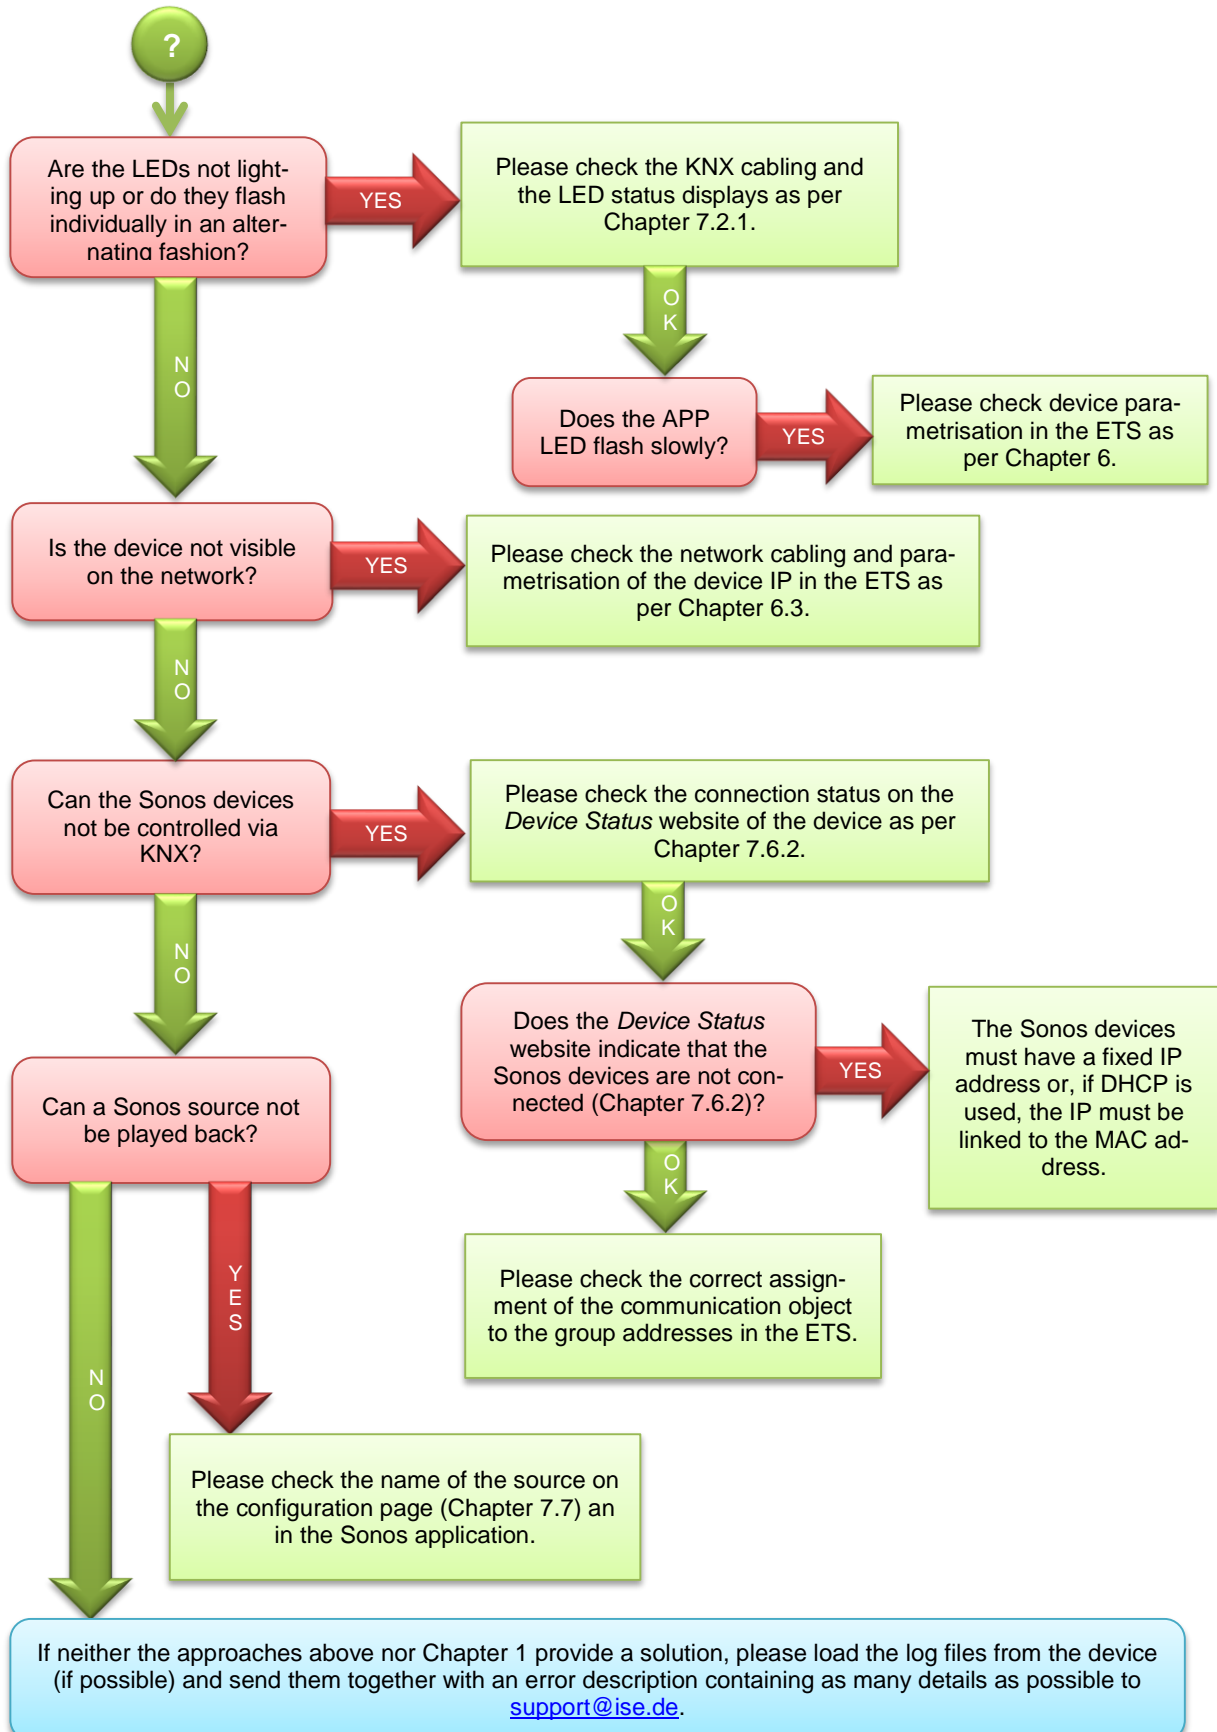 ?
Are the LEDs not light-
ing up or do they flash
individually in an alter-
nating fashion?
YES
Please check the KNX cabling and
the LED status displays as per
Chapter 7.2.1.
O
K
N
O
Does the APP
LED flash slowly?
YES
Please check device para-
metrisation in the ETS as
per Chapter 6.
Is the device not visible
on the network?
YES
Please check the network cabling and para-
metrisation of the device IP in the ETS as
per Chapter 6.3.
N
O
Can the Sonos devices
not be controlled via
KNX?
YES
Please check the connection status on the
Device Status website of the device as per
Chapter 7.6.2.
O
K
N
O
Does the Device Status
website indicate that the
Sonos devices are not con-
nected (Chapter 7.6.2)?
YES
The Sonos devices
must have a fixed IP
address or, if DHCP is
used, the IP must be
linked to the MAC ad-
dress.
Can a Sonos source not
be played back?
O
K
Please check the correct assign-
ment of the communication object
to the group addresses in the ETS.
Y
E
S
N
O
Please check the name of the source on
the configuration page (Chapter 7.7) an
in the Sonos application.
If neither the approaches above nor Chapter 1 provide a solution, please load the log files from the device
(if possible) and send them together with an error description containing as many details as possible to
support@ise.de.